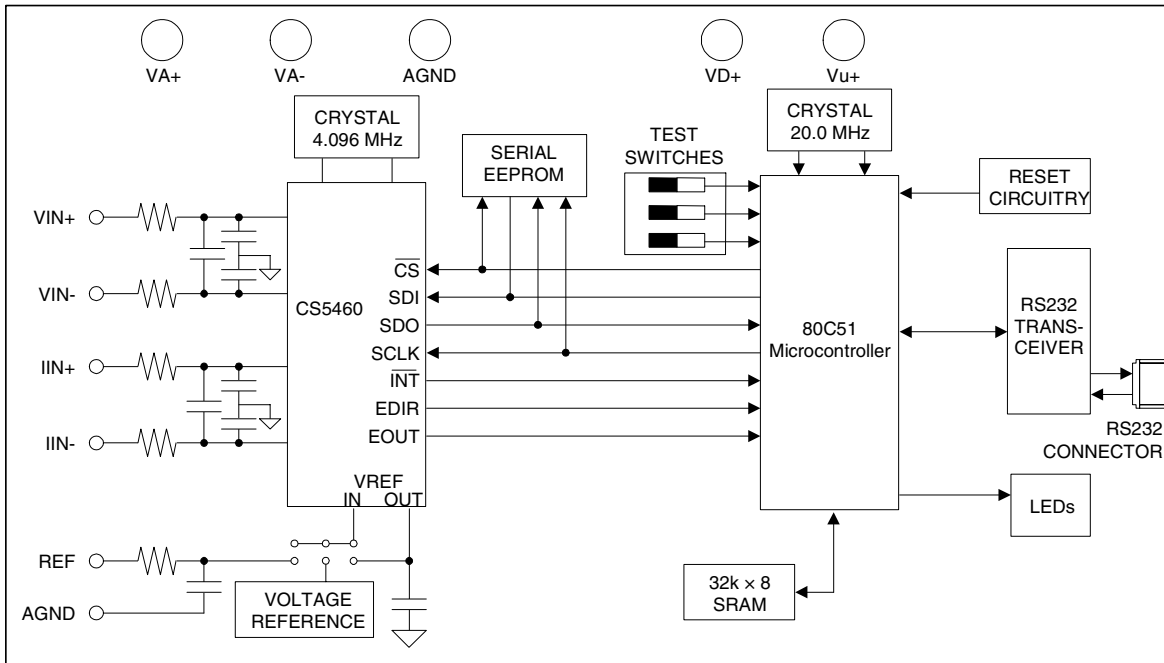 VA+
VA-
AGND
VD+
Vu+
CRYSTAL
4.096 MHz
SERIAL
EEPROM
TEST
SWITCHES
CRYSTAL
20.0 MHz
RESET
CIRCUITRY
VIN+
VIN-
IIN+
IIN-
CS5460
CS
SDI
SDO
SCLK
INT
EDIR
EOUT
VREF
IN OUT
80C51
Microcontroller
RS232
TRANS-
CEIVER
RS232
CONNECTOR
LEDs
REF
AGND
VOLTAGE
REFERENCE
32k × 8
SRAM